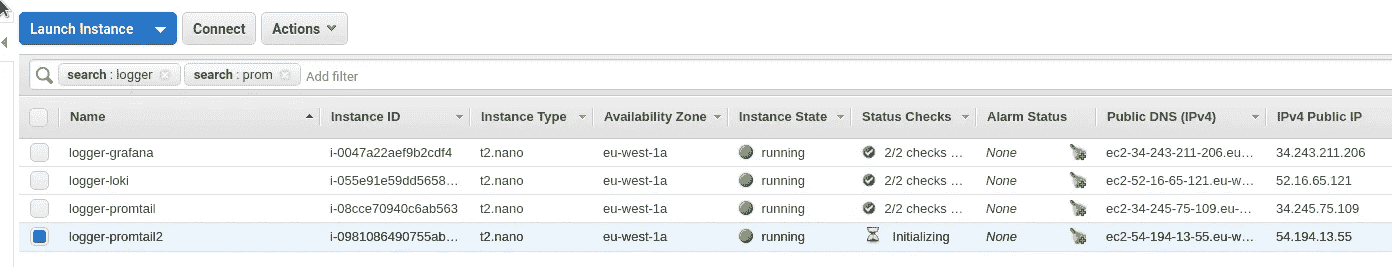 Launch Instance Connect Actions
search : logger search : prom Add filter
Name Instance ID Instance Type Availability Zone Instance State Status Checks Alarm Status Public DNS (IPv4) IPv4 Public IP
logger-grafana i-0047a22aef9b2cdf4 t2.nano eu-west-1a running 2/2 checks … None ec2-34-243-211-206.eu-… 34.243.211.206
logger-loki i-055e91e59dd5658… t2.nano eu-west-1a running 2/2 checks … None ec2-52-16-65-121.eu-w… 52.16.65.121
logger-promtail i-08cce70940c6ab563 t2.nano eu-west-1a running 2/2 checks … None ec2-34-245-75-109.eu-… 34.245.75.109
logger-promtail2 i-0981086490755ab… t2.nano eu-west-1a running Initializing None ec2-54-194-13-55.eu-w… 54.194.13.55